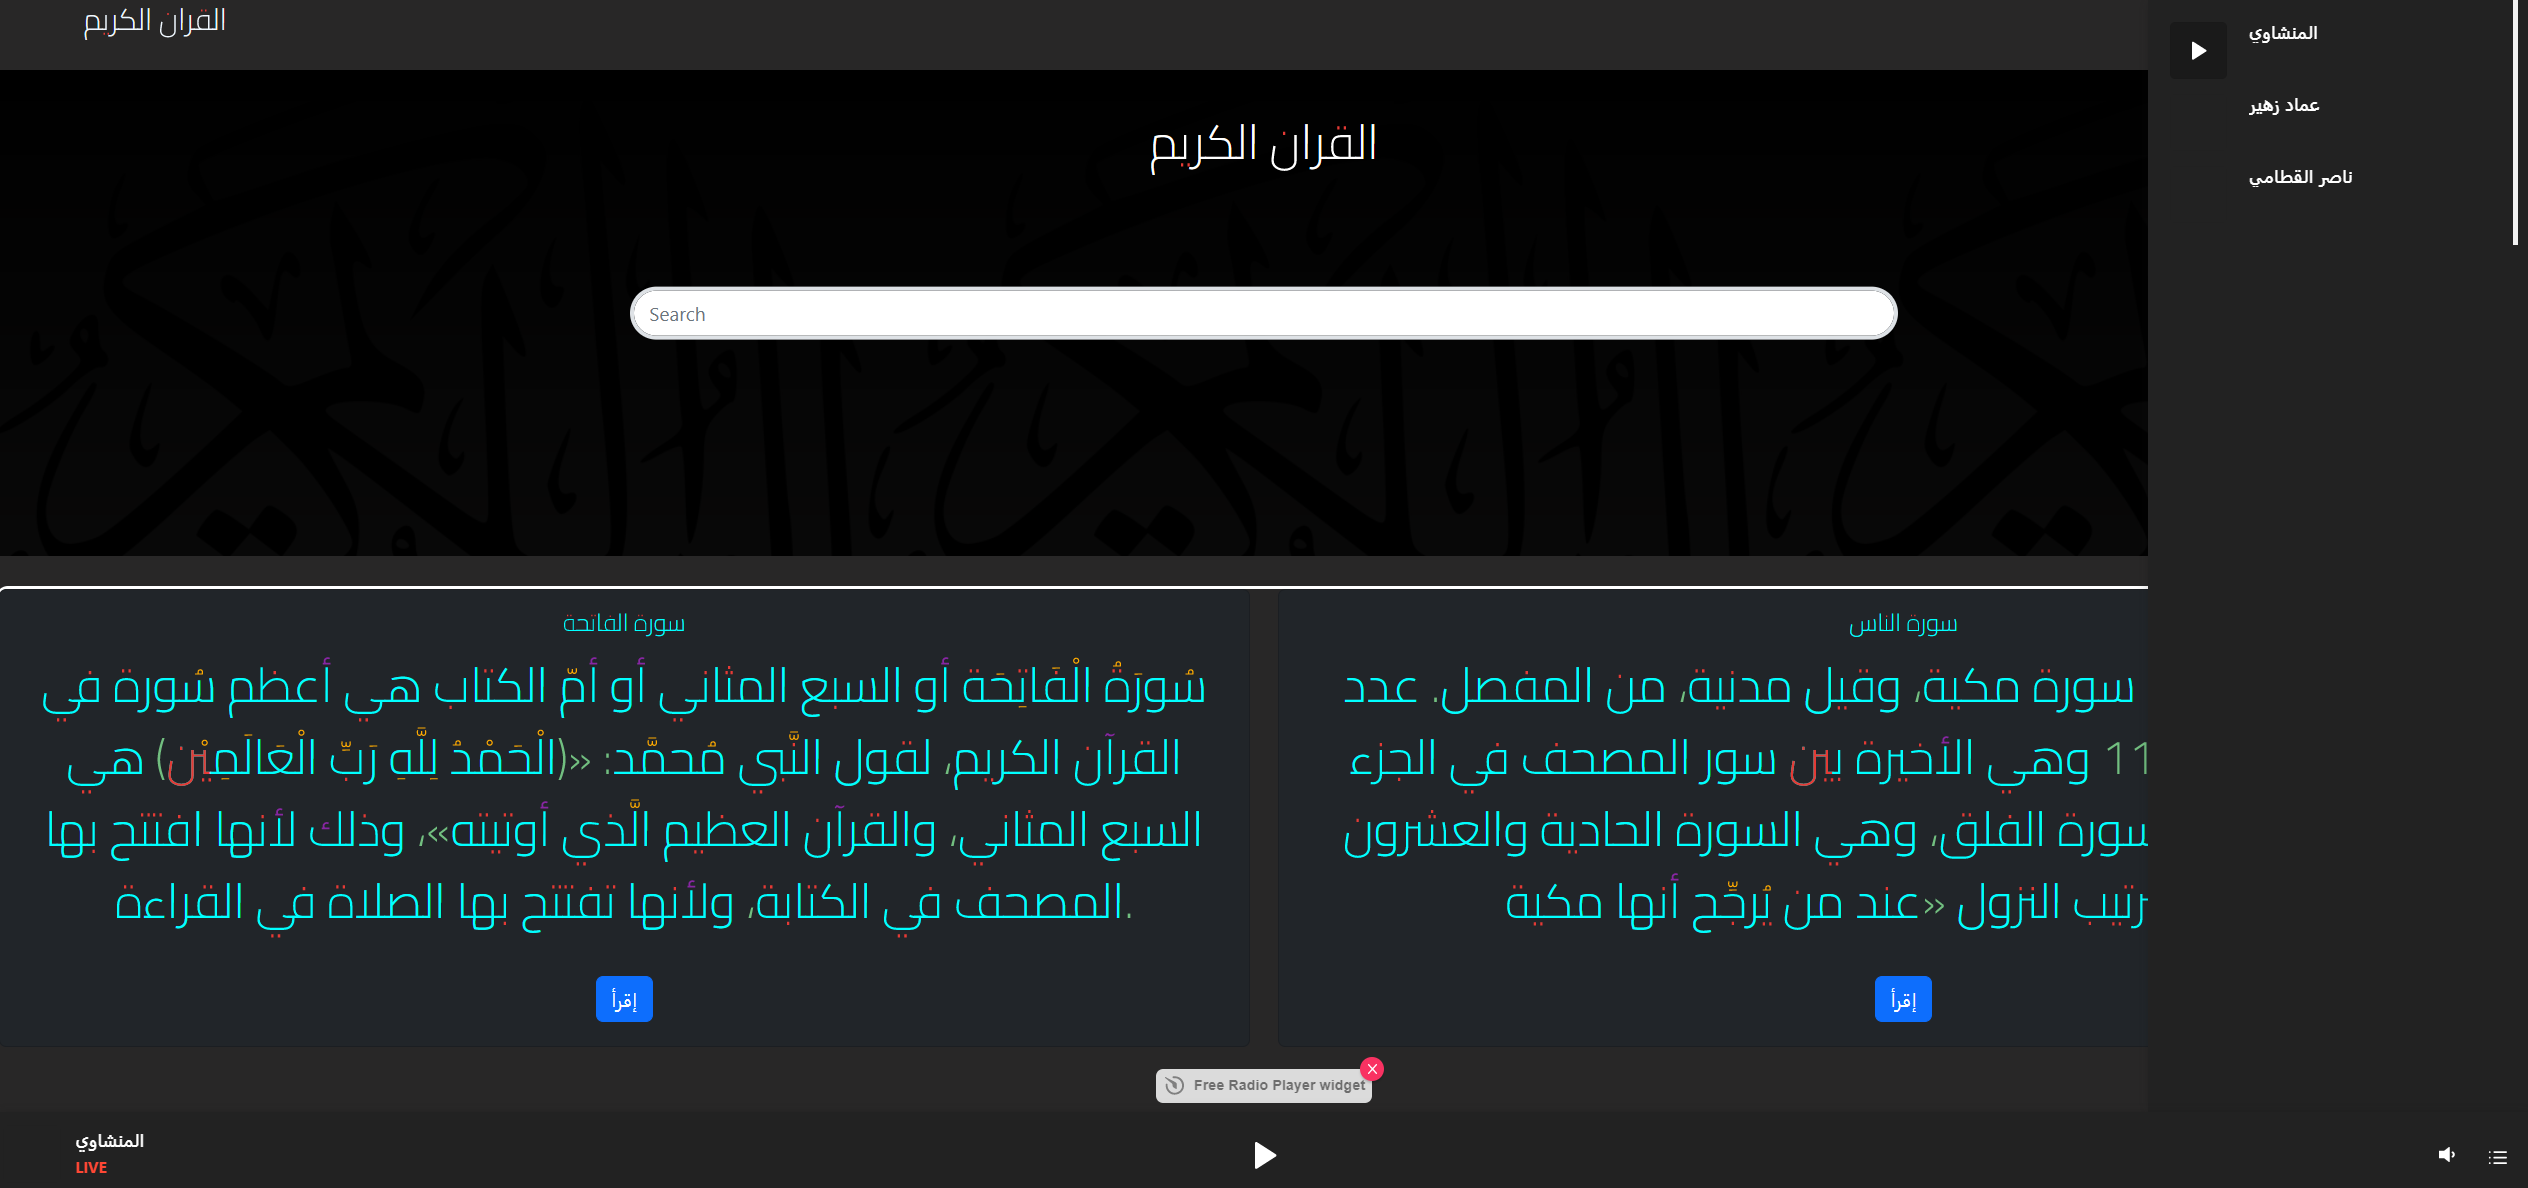 القران الكريم
القران الكريم
Search
سورة الفاتحة
سُورَةُ الْفَاتِحَة أو السبع المثاني أو أمّ الكتاب هي أعظم سُورة في
القرآن الكريم، لقول النَّبي مُحمَّد: «(الْحَمْدُ لِلَّهِ رَبِّ الْعَالَمِيْن) هي
السبع المثاني، والقرآن العظيم الَّذي أوتيته»، وذلك لأنها افتتح بها
المصحف في الكتابة، ولأنها تفتتح بها الصلاة في القراءة.
إقرأ
سورة الناس
سورة مكية، وقيل مدنية، من المفصل. عدد
11 وهي الأخيرة بين سور المصحف في الجزء
سورة الفلق، وهي السورة الحادية والعشرون
النزول «عند من يُرجِّح أنها مكية
إقرأ
المنشاوي
عماد زهير
ناصر القطامي
Free Radio Player widget
المنشاوي
LIVE